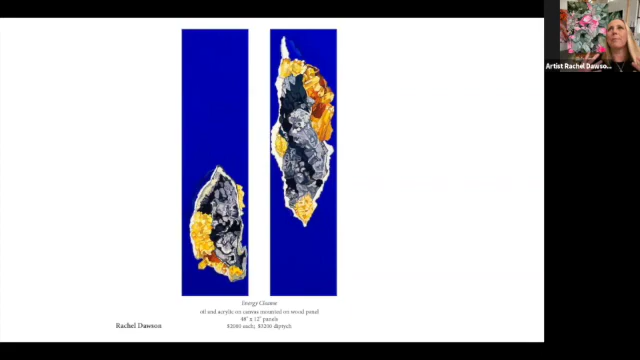 Artist Rachel Dawso...
Energy Cleanse
oil and acrylic on canvas mounted on wood panel
48" x 12" panels
$2000 each; $3200 diptych
Rachel Dawson